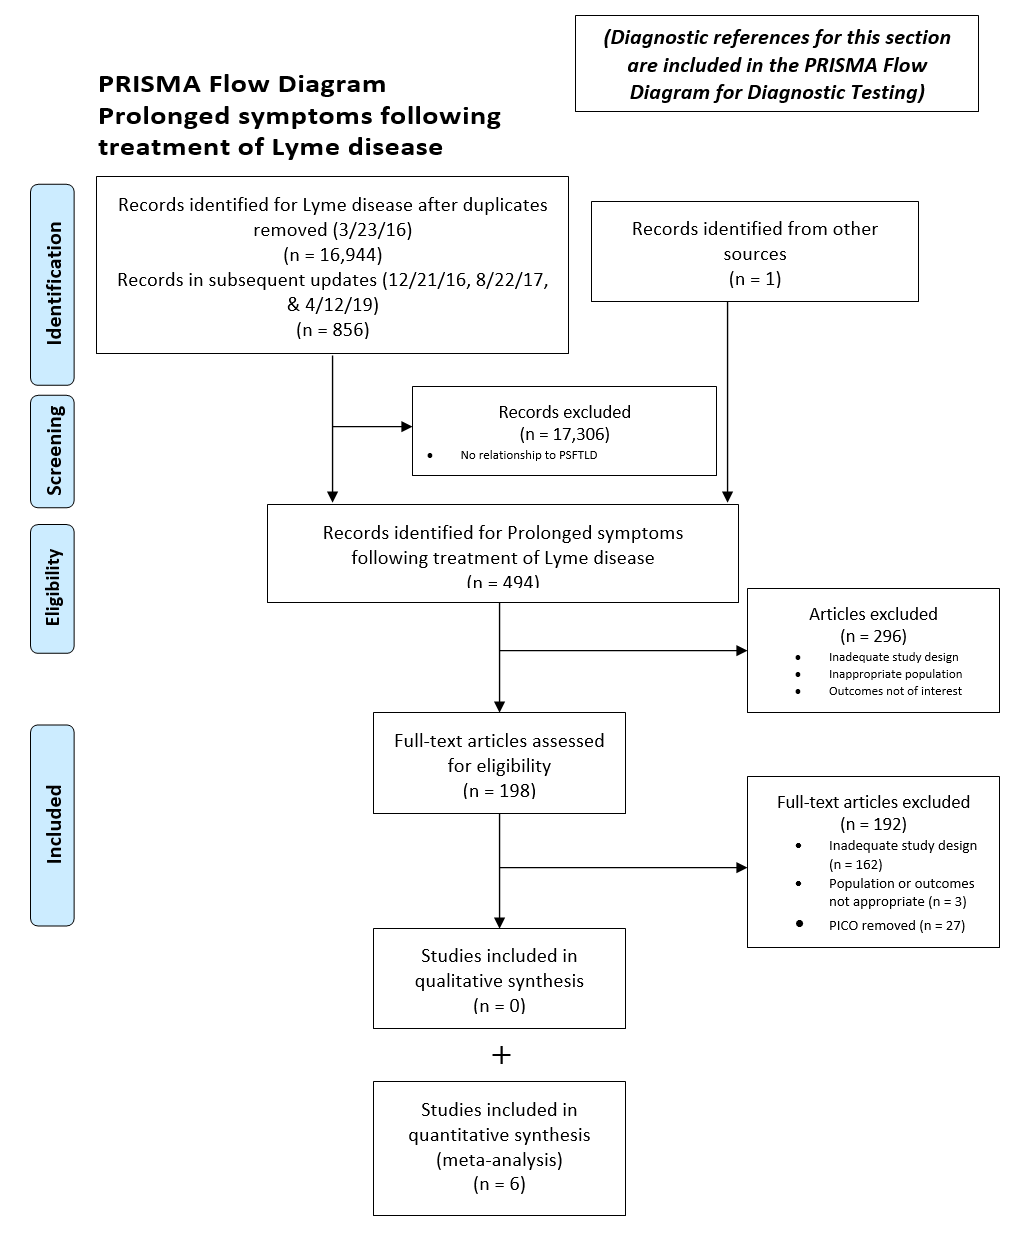 (Diagnostic references for this section
are included in the PRISMA Flow
Diagram for Diagnostic Testing)
PRISMA Flow Diagram
Prolonged symptoms following
treatment of Lyme disease
Identification
Records identified for Lyme disease after duplicates
removed (3/23/16)
(n = 16,944)
Records in subsequent updates (12/21/16, 8/22/17,
& 4/12/19)
(n = 856)
Records identified from other
sources
(n = 1)
Screening
Records excluded
(n = 17,306)
• No relationship to PSFTLD
Eligibility
Records identified for Prolonged symptoms
following treatment of Lyme disease
(n = 494)
Articles excluded
(n = 296)
• Inadequate study design
• Inappropriate population
• Outcomes not of interest
Included
Full-text articles assessed
for eligibility
(n = 198)
Full-text articles excluded
(n = 192)
• Inadequate study design
(n = 162)
• Population or outcomes
not appropriate (n = 3)
• PICO removed (n = 27)
Studies included in
qualitative synthesis
(n = 0)
+
Studies included in
quantitative synthesis
(meta-analysis)
(n = 6)